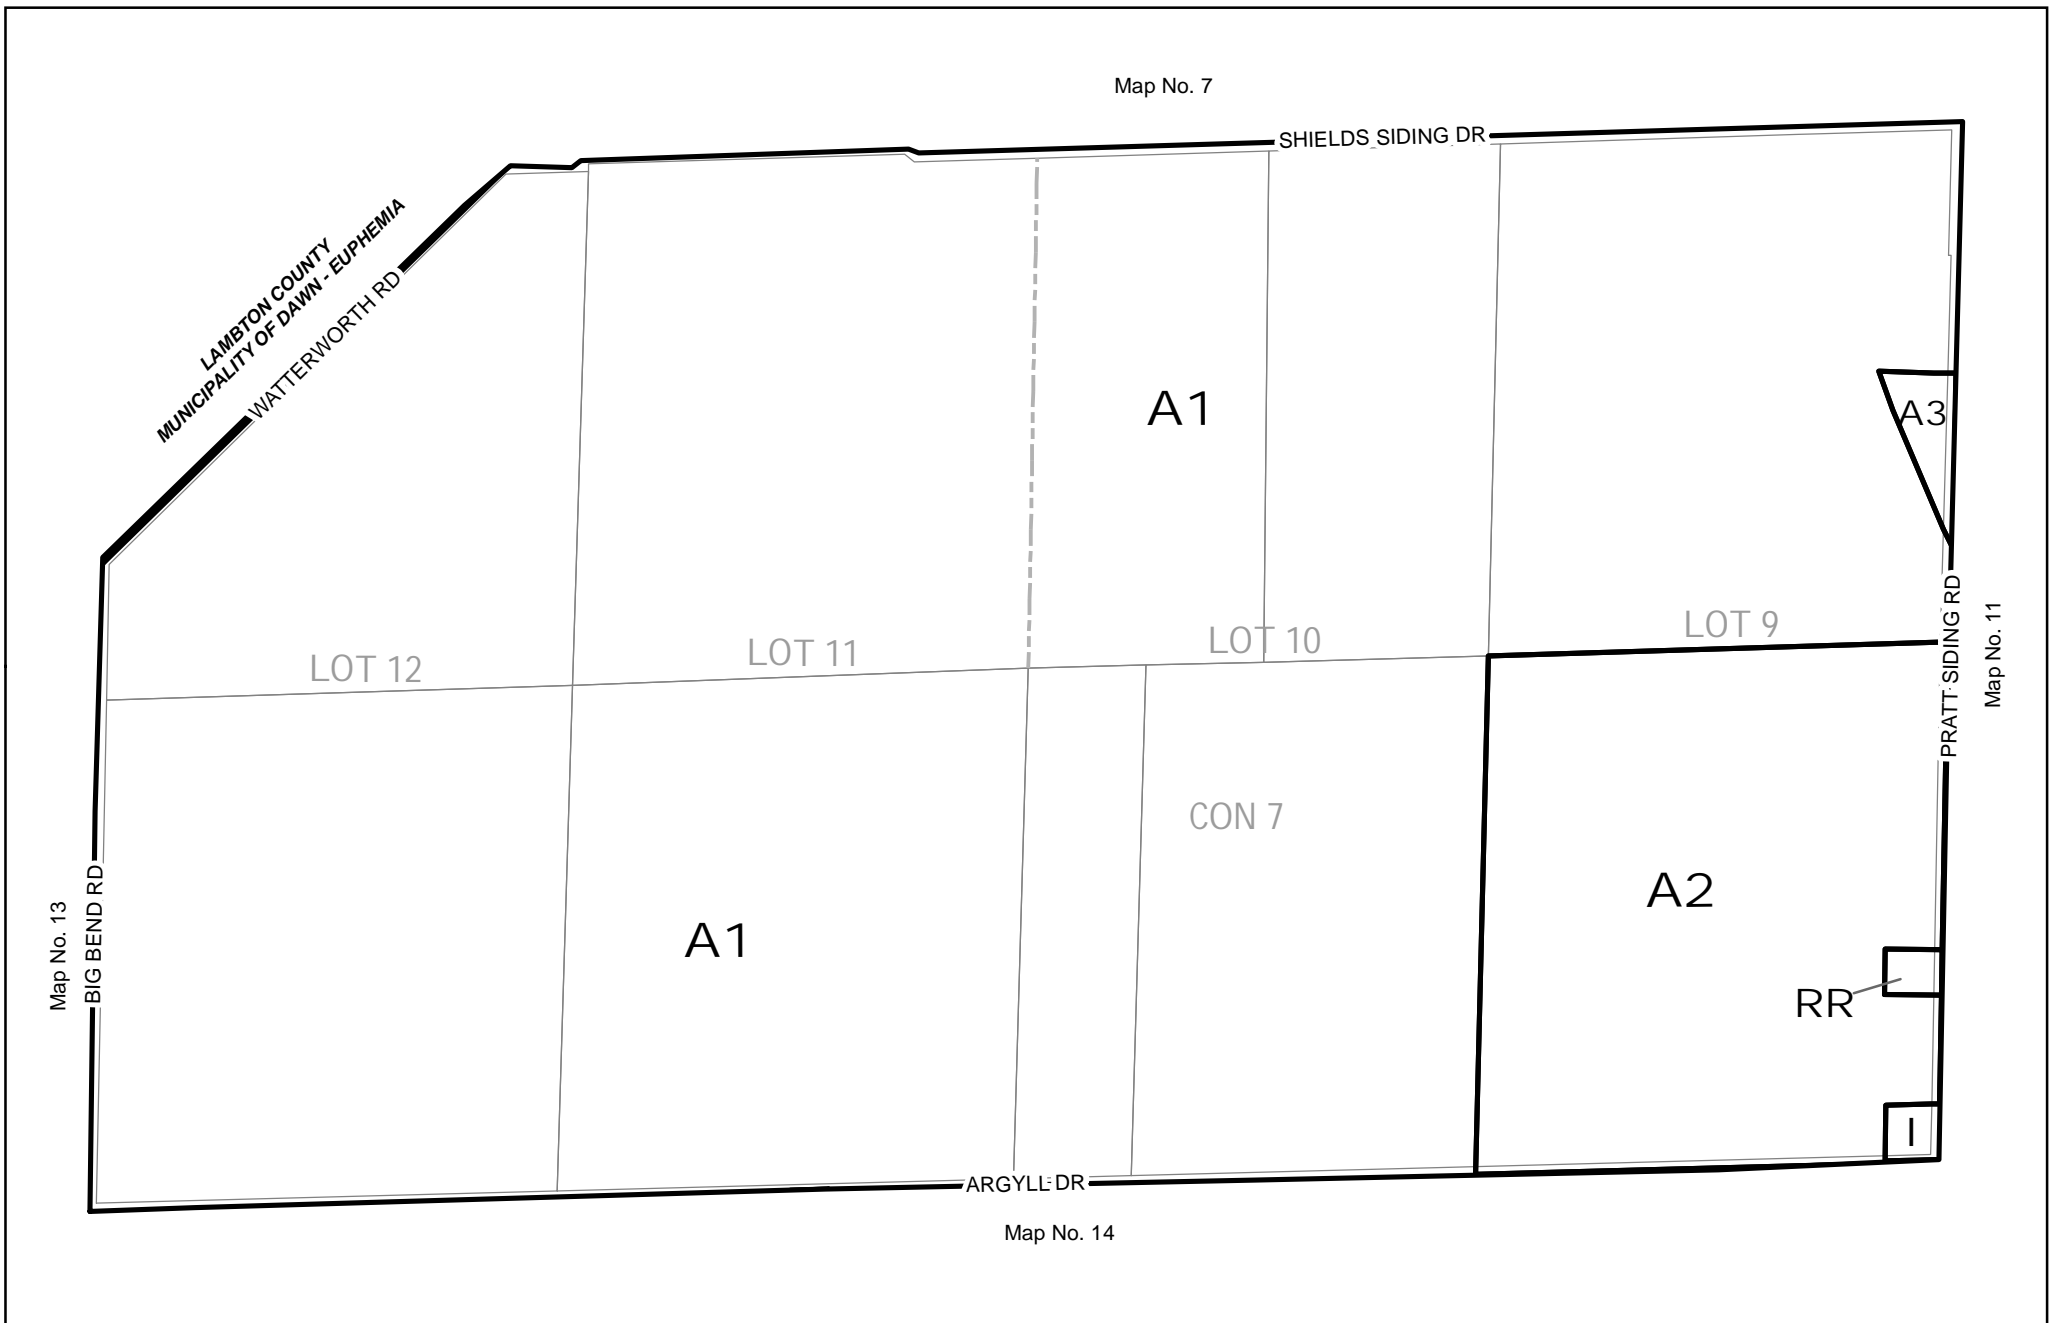 Map No. 7
SHIELDS SIDING DR
LAMBTON COUNTY
MUNICIPALITY OF DAWN - EUPHEMIA
WATTERWORTH RD
A1
A3
LOT 9
LOT 10
LOT 11
LOT 12
PRATT SIDING RD
Map No. 11
CON 7
A2
A1
BIG BEND RD
Map No. 13
RR
I
ARGYLL DR
Map No. 14